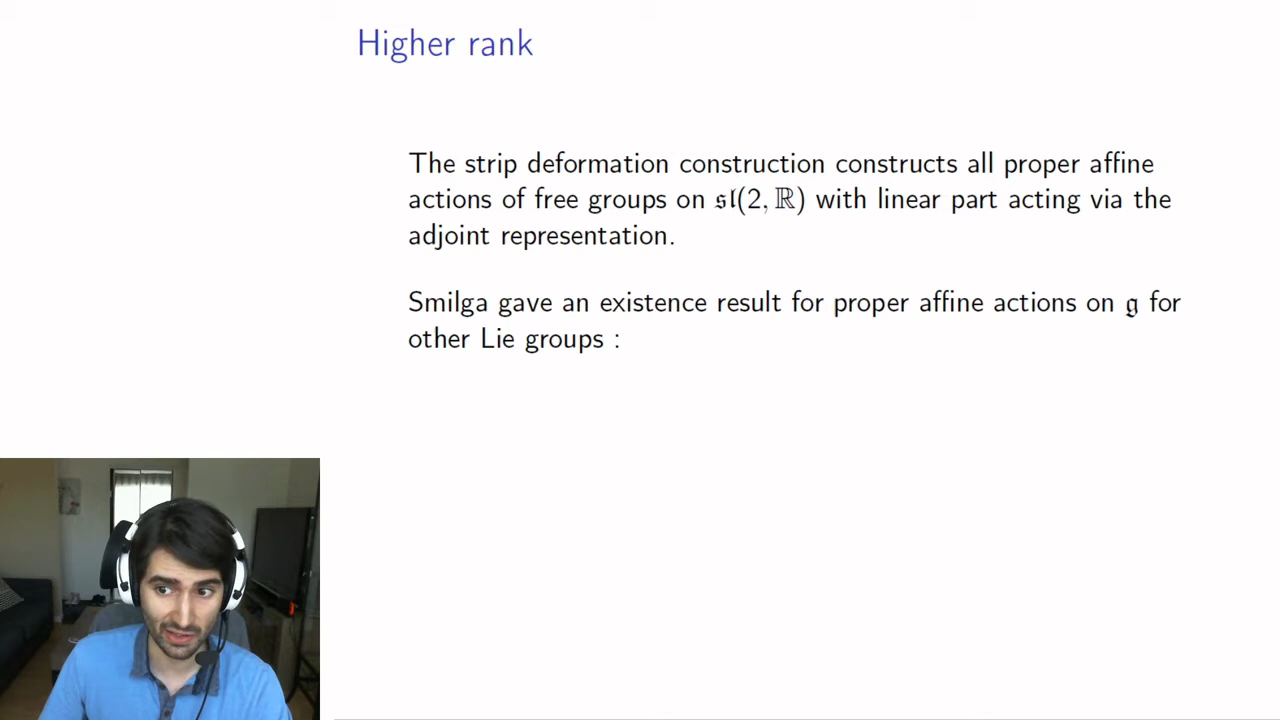 Higher rank
The strip deformation construction constructs all proper affine
actions of free groups on 𝔰𝔩(2, ℝ) with linear part acting via the
adjoint representation.
Smilga gave an existence result for proper affine actions on 𝔤 for
other Lie groups :